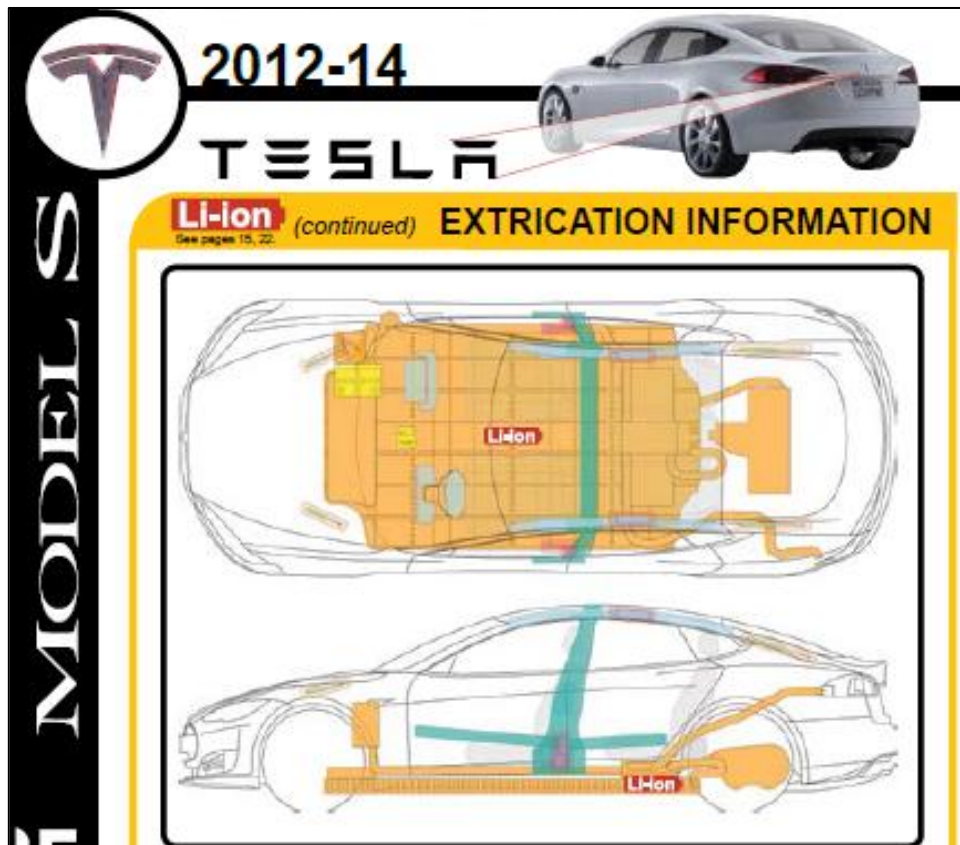 2012-14
TESLA
MODEL S
Li-ion (continued) EXTRICATION INFORMATION
See pages 15, 22.
Li-ion
Li-ion